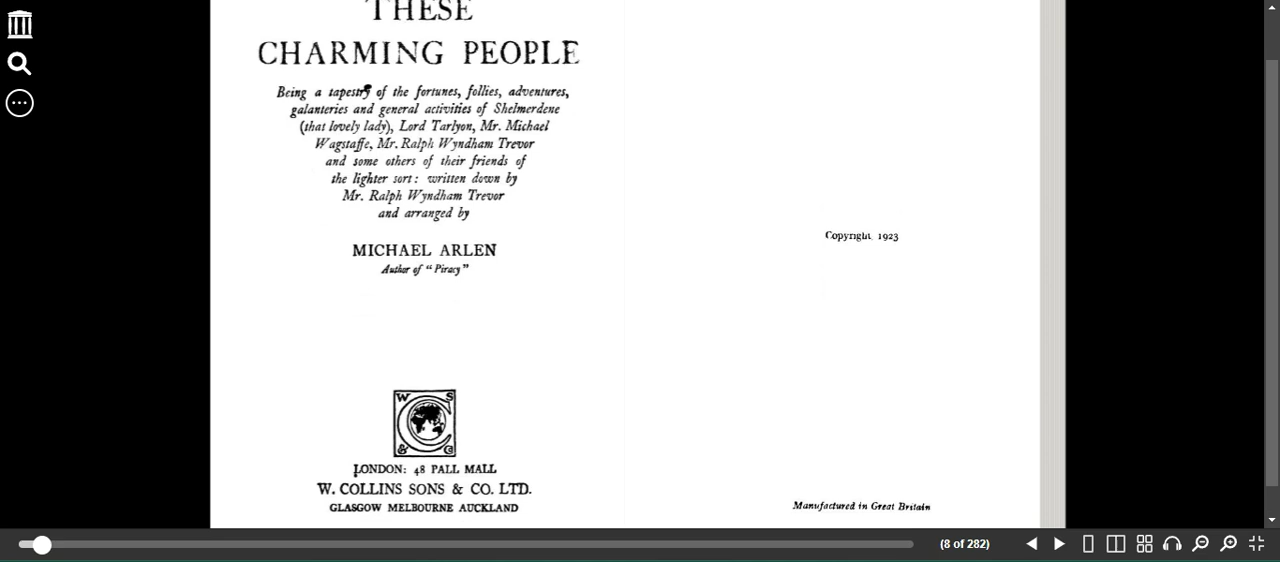 THESE
CHARMING PEOPLE
Being a tapestry of the fortunes, follies, adventures,
galanteries and general activities of Shelmerdene
(that lovely lady), Lord Tarlyon, Mr. Michael
Wagstaffe, Mr. Ralph Wyndham Trevor
and some others of their friends of
the lighter sort: written down by
Mr. Ralph Wyndham Trevor
and arranged by
MICHAEL ARLEN
Author of "Piracy"
W S
C
& Co
LONDON: 48 PALL MALL
W. COLLINS SONS & CO. LTD.
GLASGOW MELBOURNE AUCKLAND
Copyright 1923
Manufactured in Great Britain
(8 of 282)